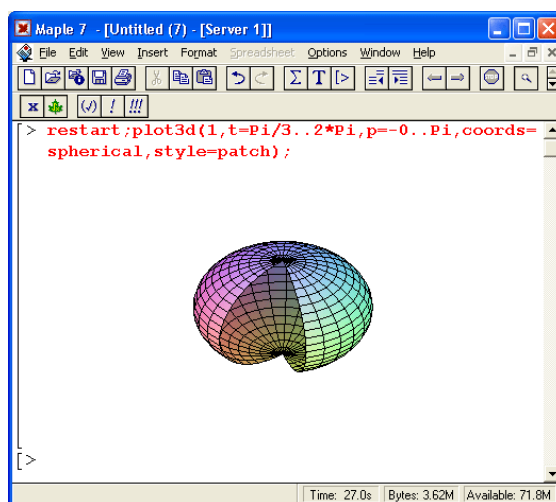 Maple 7 - [Untitled (7) - [Server 1]]
File Edit View Insert Format Spreadsheet Options Window Help
Σ T [>
x (√) ! !!!
[> restart;plot3d(1,t=Pi/3..2*Pi,p=-0..Pi,coords=
spherical,style=patch);
[>
Time: 27.0s Bytes: 3.62M Available: 71.8M